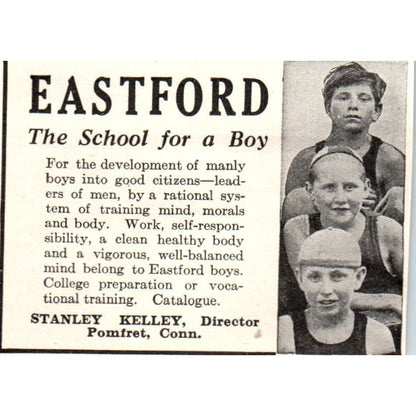 EASTFORD
The School for a Boy
For the development of manly
boys into good citizens—lead-
ers of men, by a rational sys-
tem of training mind, morals
and body. Work, self-respon-
sibility, a clean healthy body
and a vigorous, well-balanced
mind belong to Eastford boys.
College preparation or voca-
tional training. Catalogue.
STANLEY KELLEY, Director
Pomfret, Conn.